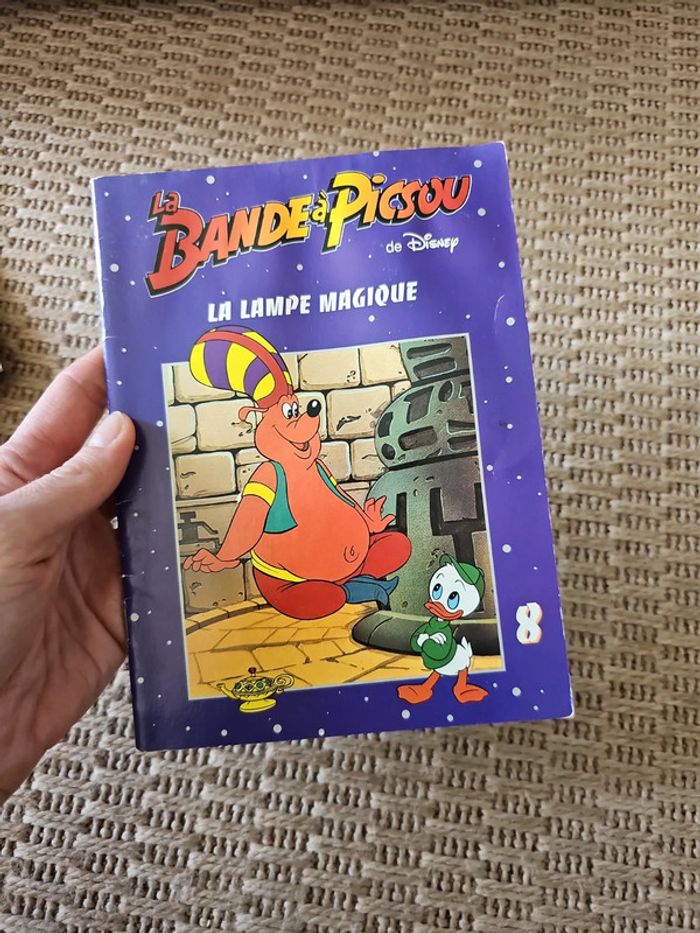 La
BANDE à PICSOU
de Disney
LA LAMPE MAGIQUE
8